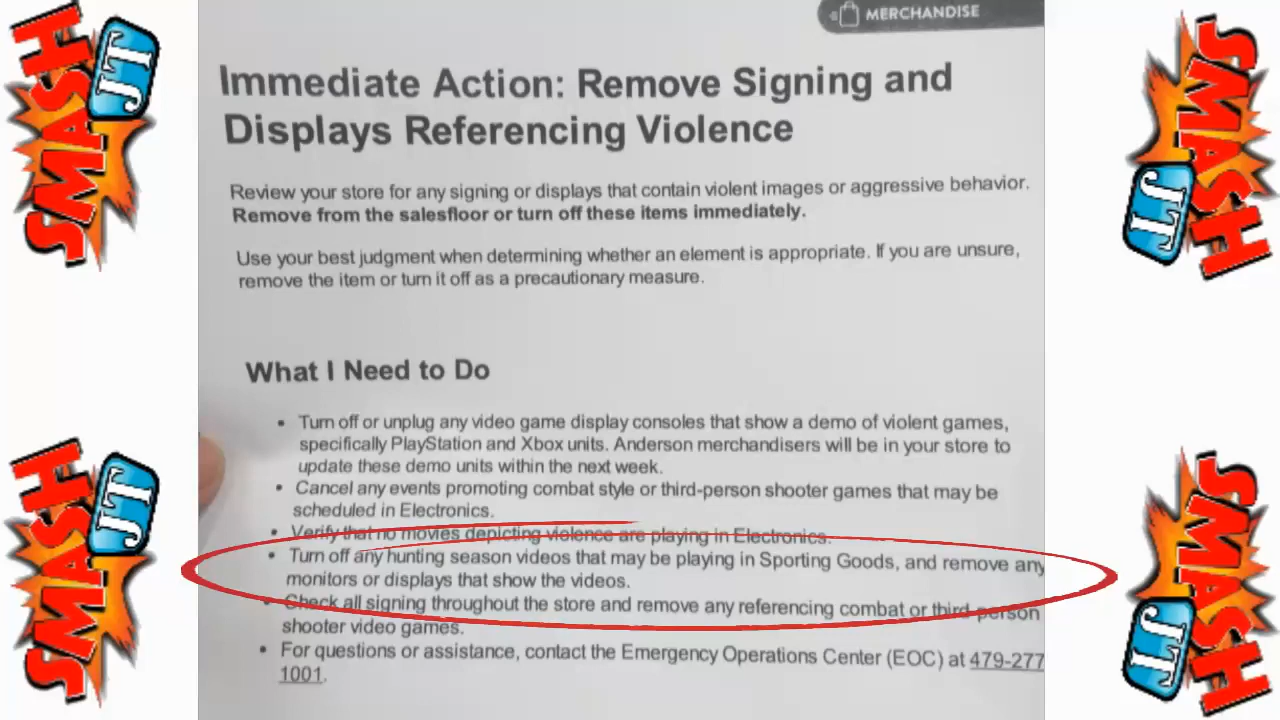 MERCHANDISE
Immediate Action: Remove Signing and
Displays Referencing Violence
Review your store for any signing or displays that contain violent images or aggressive behavior.
Remove from the salesfloor or turn off these items immediately.
Use your best judgment when determining whether an element is appropriate. If you are unsure,
remove the item or turn it off as a precautionary measure.
What I Need to Do
• Turn off or unplug any video game display consoles that show a demo of violent games,
specifically PlayStation and Xbox units. Anderson merchandisers will be in your store to
update these demo units within the next week.
• Cancel any events promoting combat style or third-person shooter games that may be
scheduled in Electronics.
• Verify that no movies depicting violence are playing in Electronics.
• Turn off any hunting season videos that may be playing in Sporting Goods, and remove any
monitors or displays that show the videos.
• Check all signing throughout the store and remove any referencing combat or third-person
shooter video games.
• For questions or assistance, contact the Emergency Operations Center (EOC) at 479-277
1001.
SMASH JT
SMASH JT
SMASH JT
SMASH JT